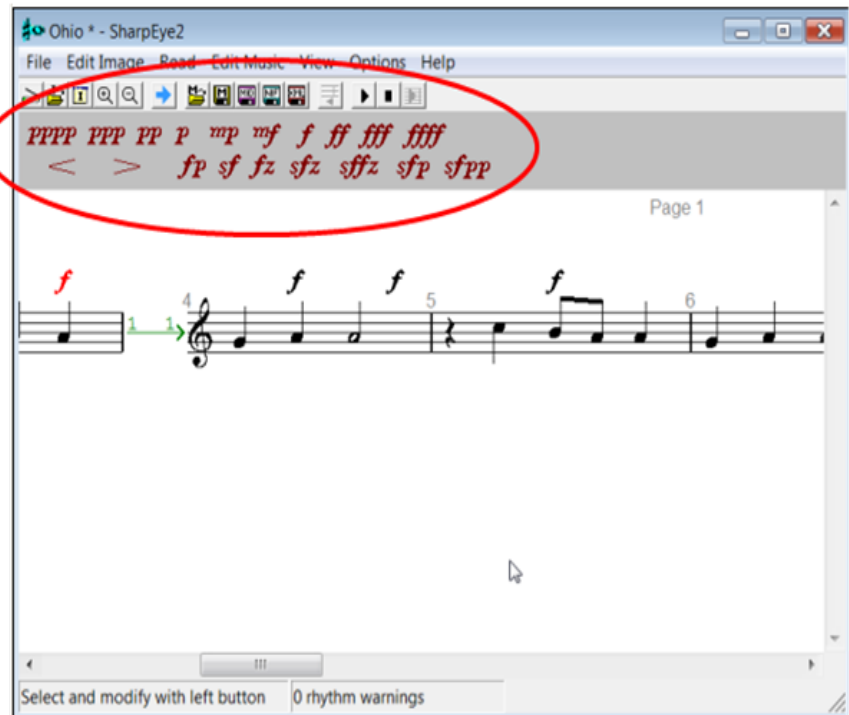 Ohio * - SharpEye2
File Edit Image Read Edit Music View Options Help
pppp ppp pp p mp mf f ff fff ffff
< > fp sf fz sfz sffz sfp sfpp
Page 1
f f f f
1 1 4 5 6
Select and modify with left button 0 rhythm warnings